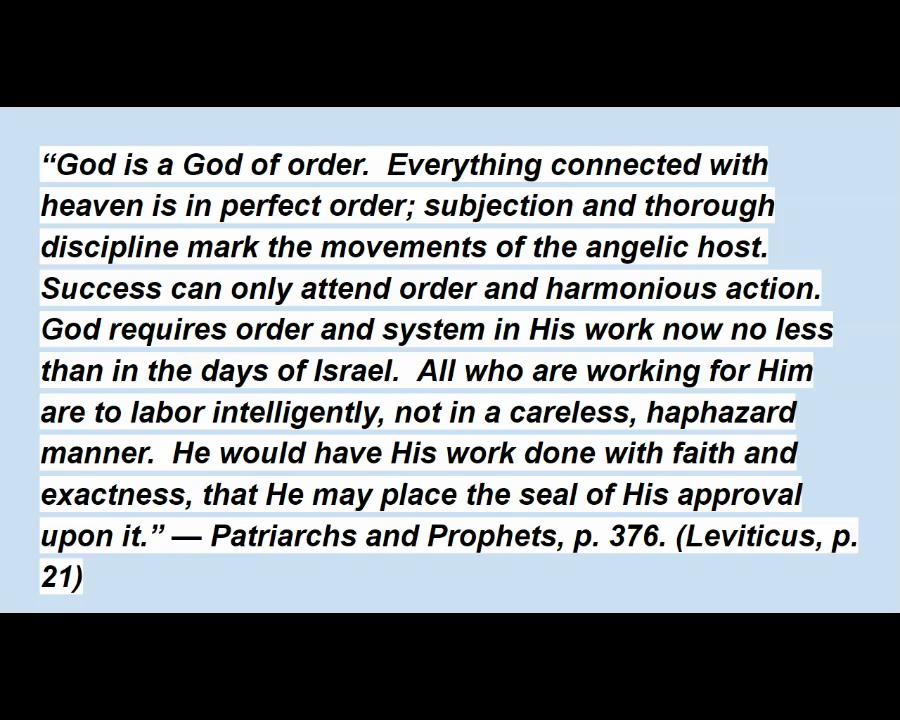 “God is a God of order.  Everything connected with
heaven is in perfect order; subjection and thorough
discipline mark the movements of the angelic host.
Success can only attend order and harmonious action.
God requires order and system in His work now no less
than in the days of Israel.  All who are working for Him
are to labor intelligently, not in a careless, haphazard
manner.  He would have His work done with faith and
exactness, that He may place the seal of His approval
upon it.” — Patriarchs and Prophets, p. 376. (Leviticus, p.
21)